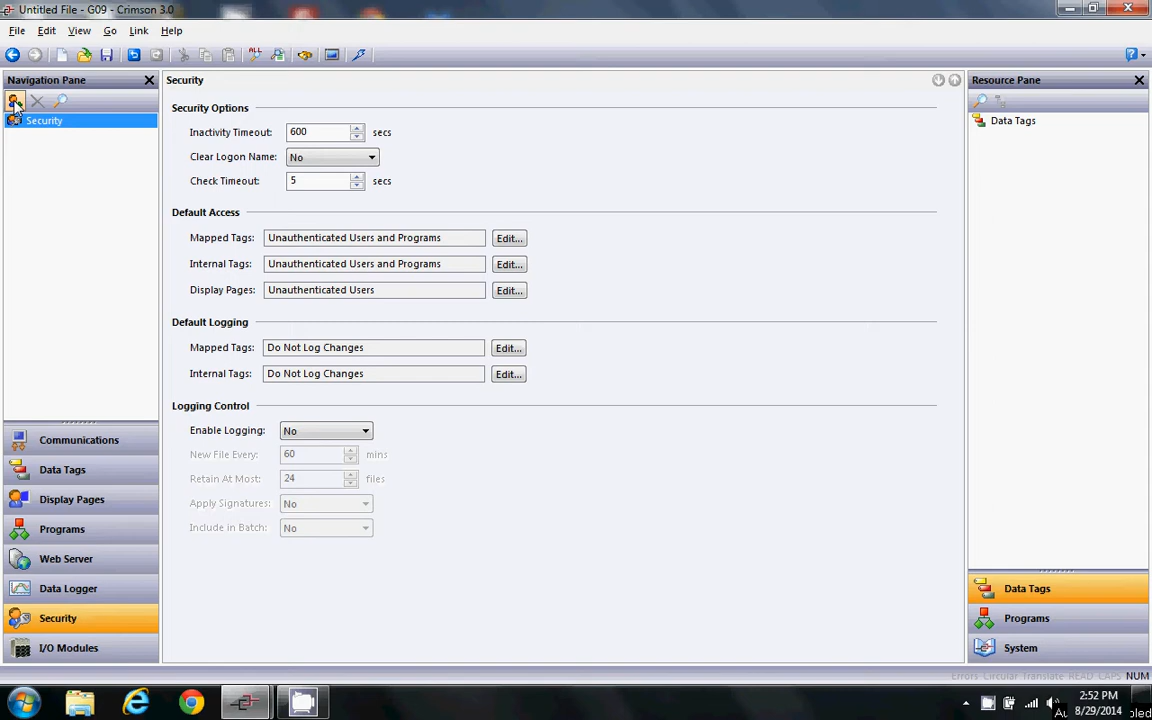 Untitled File - G09 - Crimson 3.0
File Edit View Go Link Help
Navigation Pane
Security
Resource Pane
Security
Security Options
Data Tags
Inactivity Timeout: 600 secs
Clear Logon Name: No
Check Timeout: 5 secs
Default Access
Mapped Tags: Unauthenticated Users and Programs Edit...
Internal Tags: Unauthenticated Users and Programs Edit...
Display Pages: Unauthenticated Users Edit...
Default Logging
Mapped Tags: Do Not Log Changes Edit...
Internal Tags: Do Not Log Changes Edit...
Logging Control
Enable Logging: No
New File Every: 60 mins
Retain At Most: 24 files
Apply Signatures: No
Include in Batch: No
Communications
Data Tags
Display Pages
Programs
Web Server
Data Logger
Security
I/O Modules
Data Tags
Programs
System
Errors Circular Translate READ CAPS NUM
2:52 PM
8/29/2014